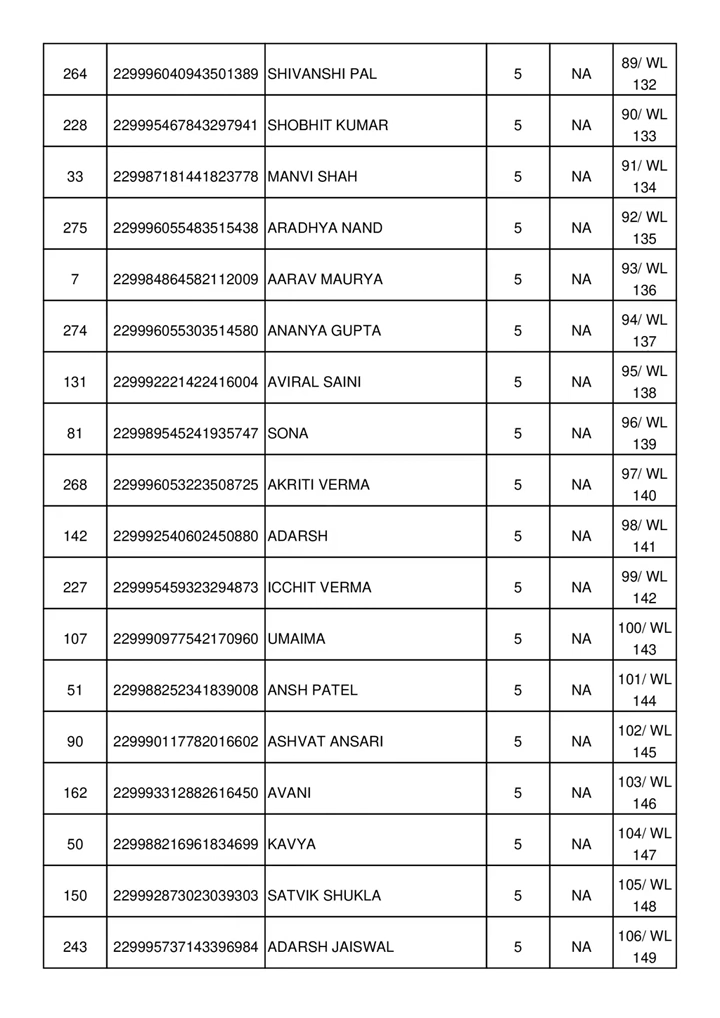 264 229996040943501389 SHIVANSHI PAL 5 NA 89/ WL 132
228 229995467843297941 SHOBHIT KUMAR 5 NA 90/ WL 133
33 229987181441823778 MANVI SHAH 5 NA 91/ WL 134
275 229996055483515438 ARADHYA NAND 5 NA 92/ WL 135
7 229984864582112009 AARAV MAURYA 5 NA 93/ WL 136
274 229996055303514580 ANANYA GUPTA 5 NA 94/ WL 137
131 229992221422416004 AVIRAL SAINI 5 NA 95/ WL 138
81 229989545241935747 SONA 5 NA 96/ WL 139
268 229996053223508725 AKRITI VERMA 5 NA 97/ WL 140
142 229992540602450880 ADARSH 5 NA 98/ WL 141
227 229995459323294873 ICCHIT VERMA 5 NA 99/ WL 142
107 229990977542170960 UMAIMA 5 NA 100/ WL 143
51 229988252341839008 ANSH PATEL 5 NA 101/ WL 144
90 229990117782016602 ASHVAT ANSARI 5 NA 102/ WL 145
162 229993312882616450 AVANI 5 NA 103/ WL 146
50 229988216961834699 KAVYA 5 NA 104/ WL 147
150 229992873023039303 SATVIK SHUKLA 5 NA 105/ WL 148
243 229995737143396984 ADARSH JAISWAL 5 NA 106/ WL 149